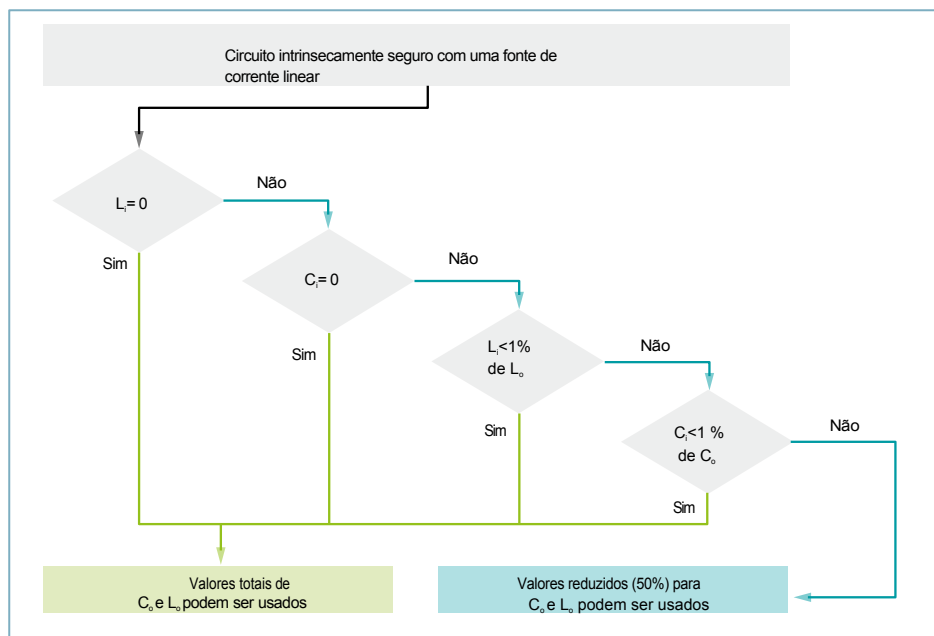 Circuito intrinsecamente seguro com uma fonte de
corrente linear
Não
Lᵢ= 0
Sim
Não
Cᵢ= 0
Sim
Não
Lᵢ<1%
de Lₒ
Sim
Não
Cᵢ<1 %
de Cₒ
Sim
Valores totais de
Cₒ e Lₒ podem ser usados
Valores reduzidos (50%) para
Cₒ e Lₒ podem ser usados